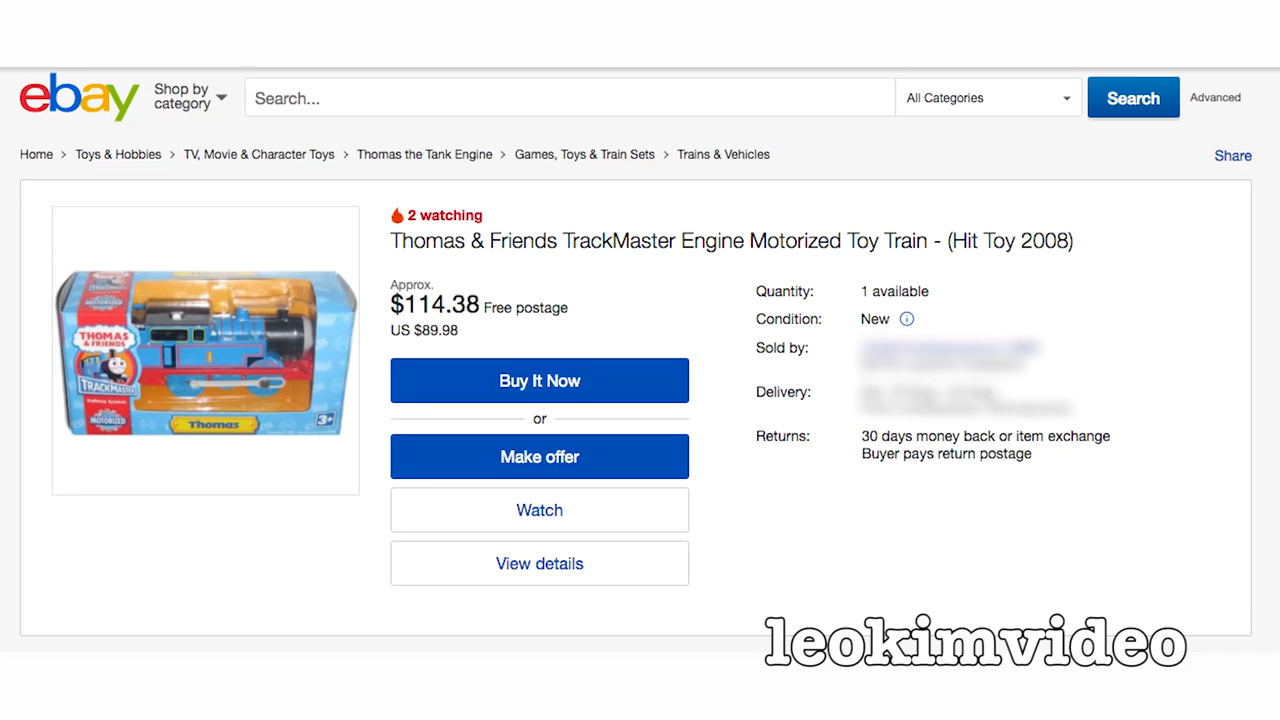 ebay
Shop by
category
Search...
All Categories
Search
Advanced
Home > Toys & Hobbies > TV, Movie & Character Toys > Thomas the Tank Engine > Games, Toys & Train Sets > Trains & Vehicles
Share
2 watching
Thomas & Friends TrackMaster Engine Motorized Toy Train - (Hit Toy 2008)
Approx.
$114.38 Free postage
US $89.98
Buy It Now
or
Make offer
Watch
View details
Quantity: 1 available
Condition: New
Sold by:
Delivery:
Returns: 30 days money back or item exchange
Buyer pays return postage
THOMAS
& FRIENDS
TRACKMASTER
Railway System
MOTORIZED
MOTORIZED
Thomas
3+
leokimvideo